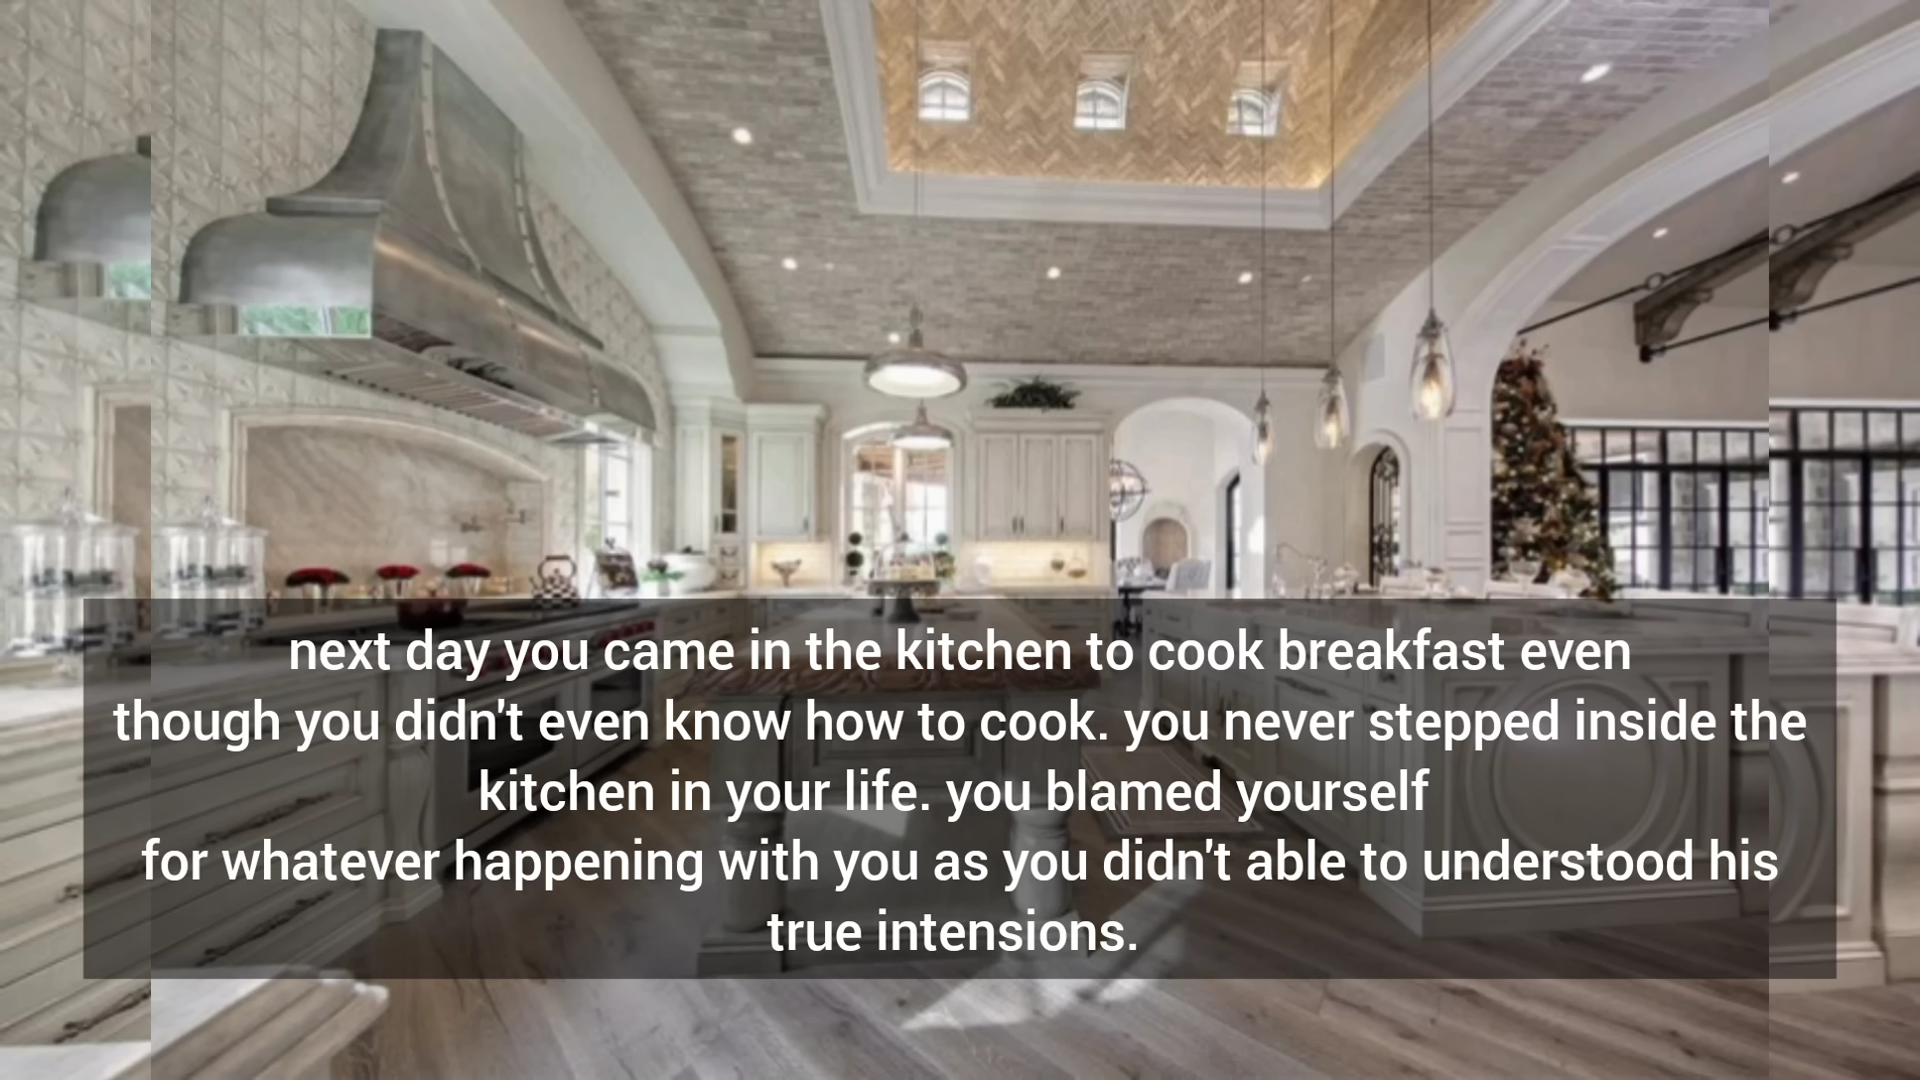 next day you came in the kitchen to cook breakfast even
though you didn't even know how to cook. you never stepped inside the
kitchen in your life. you blamed yourself
for whatever happening with you as you didn't able to understood his
true intensions.